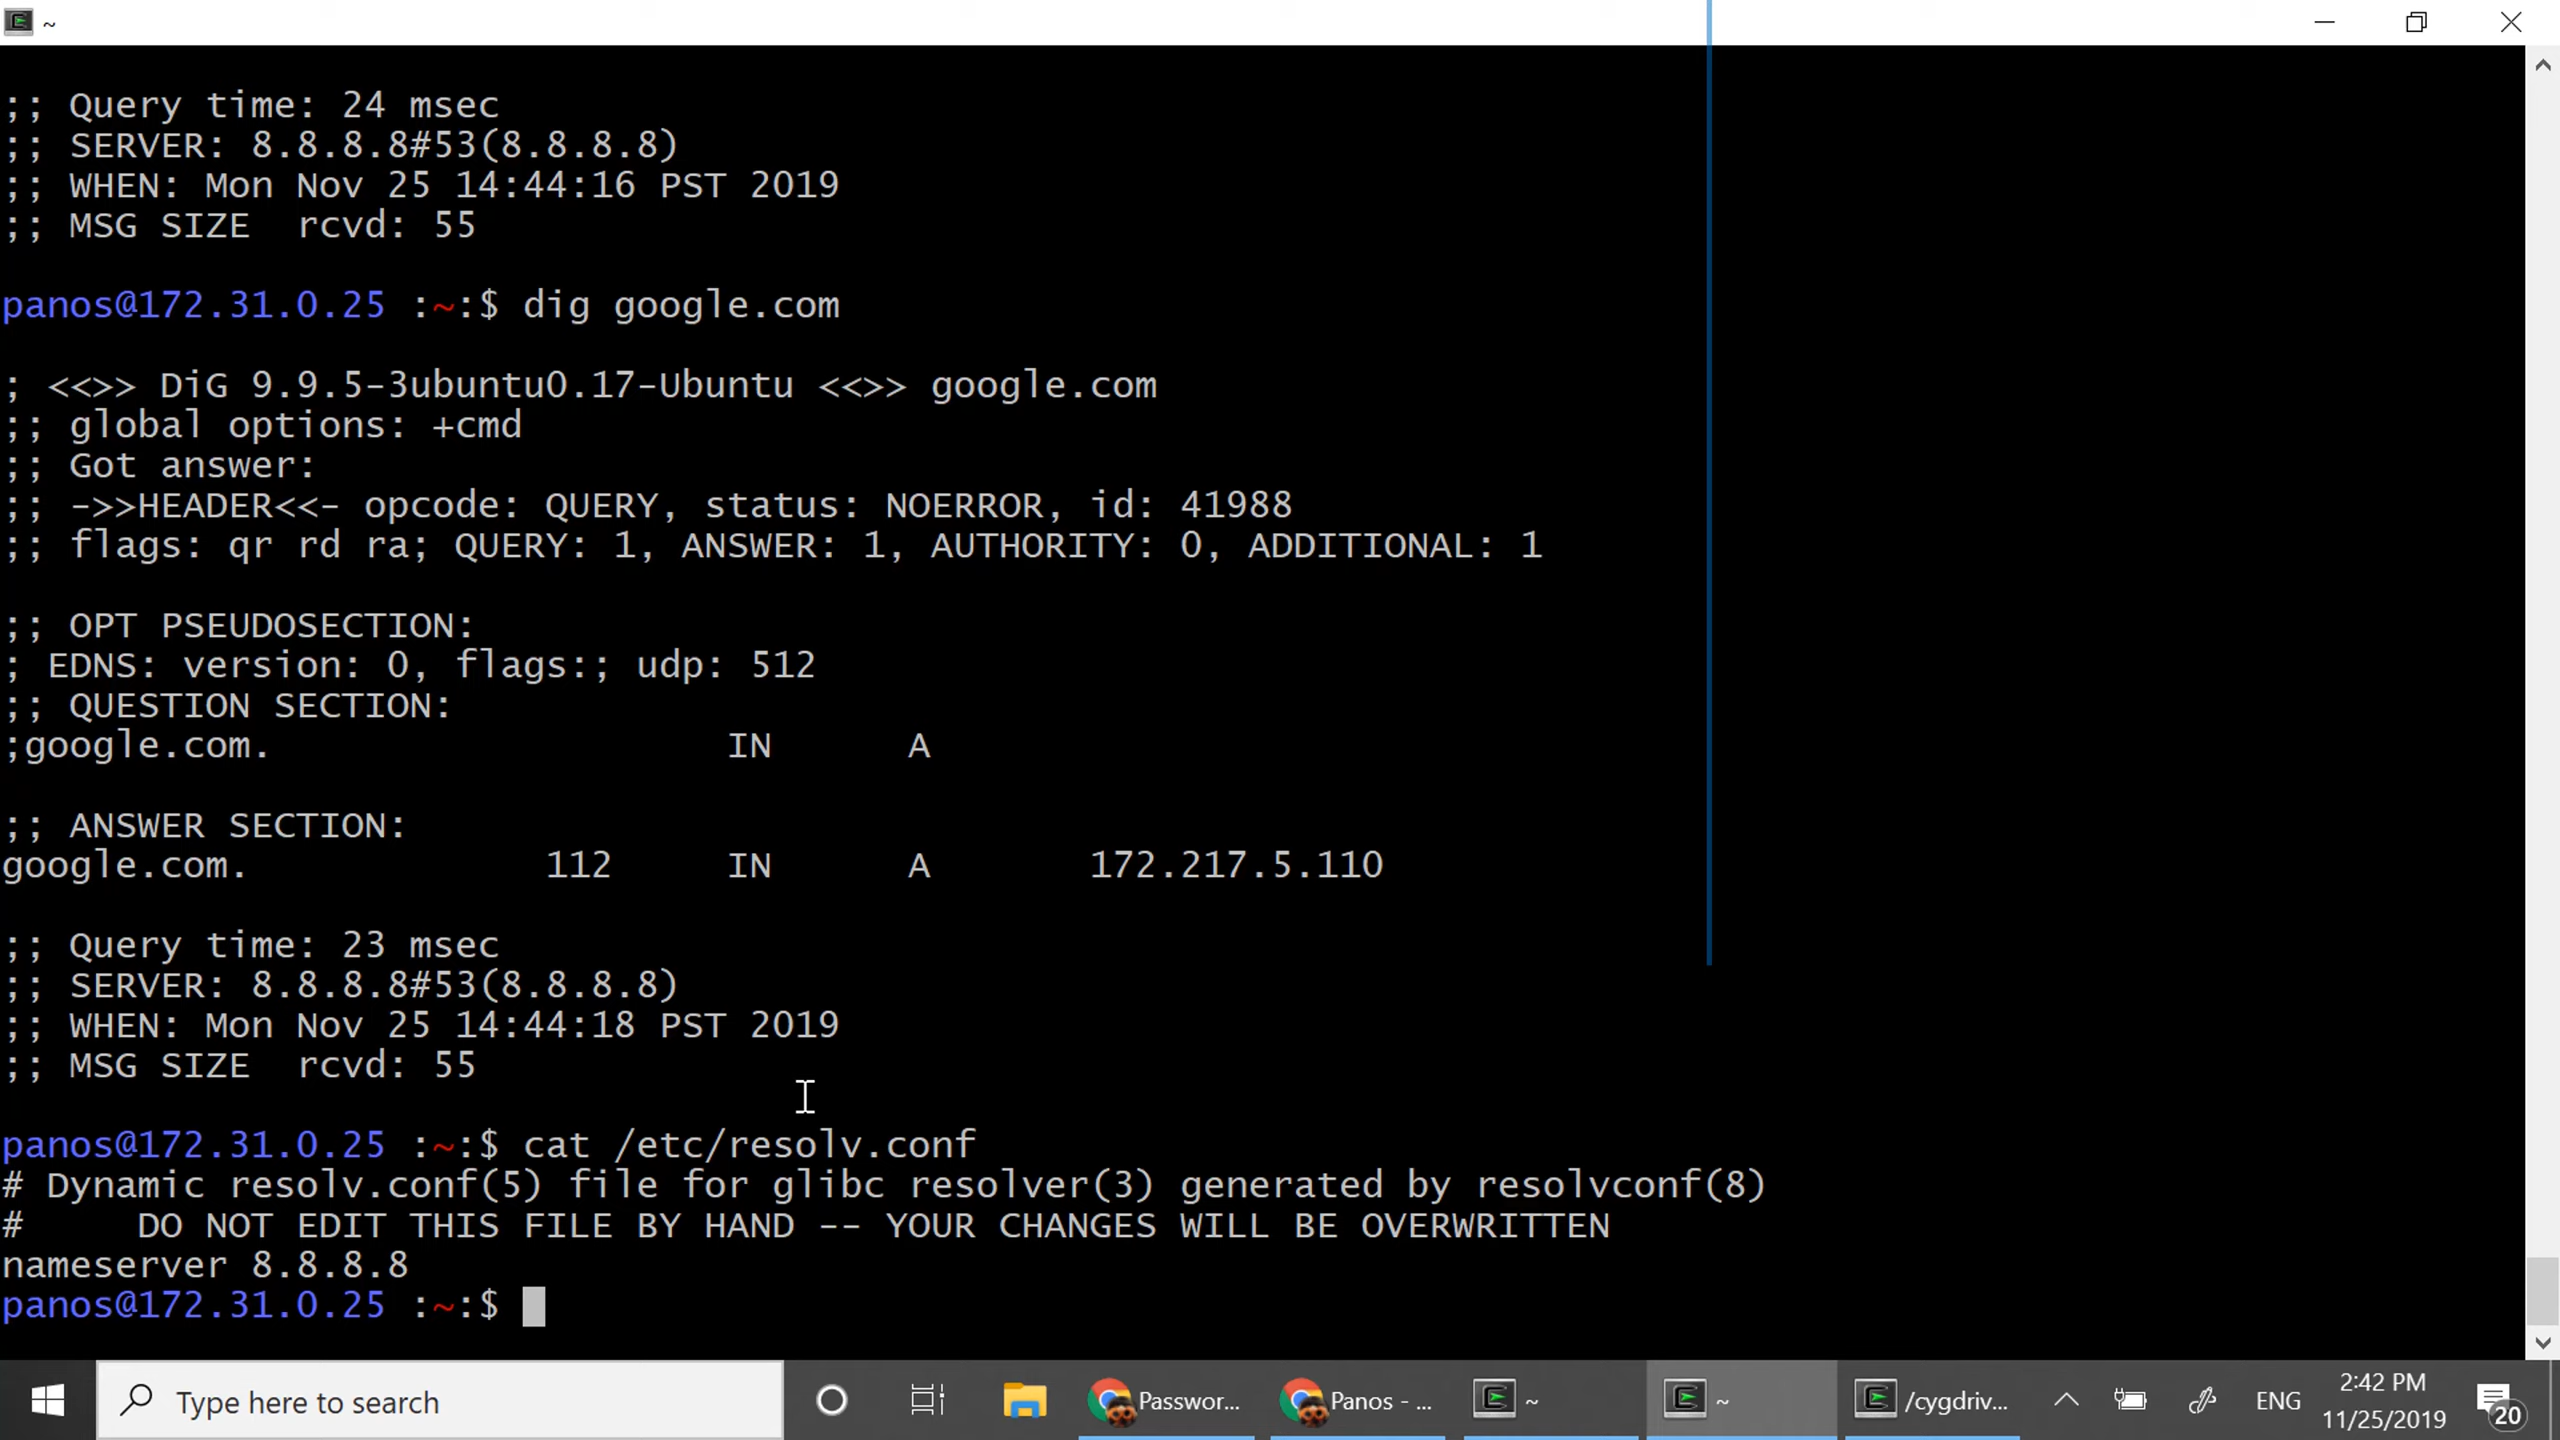 ~
;; Query time: 24 msec
;; SERVER: 8.8.8.8#53(8.8.8.8)
;; WHEN: Mon Nov 25 14:44:16 PST 2019
;; MSG SIZE  rcvd: 55
panos@172.31.0.25 :~:$ dig google.com
; <<>> DiG 9.9.5-3ubuntu0.17-Ubuntu <<>> google.com
;; global options: +cmd
;; Got answer:
;; ->>HEADER<<- opcode: QUERY, status: NOERROR, id: 41988
;; flags: qr rd ra; QUERY: 1, ANSWER: 1, AUTHORITY: 0, ADDITIONAL: 1
;; OPT PSEUDOSECTION:
; EDNS: version: 0, flags:; udp: 512
;; QUESTION SECTION:
;google.com. IN A
;; ANSWER SECTION:
google.com. 112 IN A 172.217.5.110
;; Query time: 23 msec
;; SERVER: 8.8.8.8#53(8.8.8.8)
;; WHEN: Mon Nov 25 14:44:18 PST 2019
;; MSG SIZE  rcvd: 55
panos@172.31.0.25 :~:$ cat /etc/resolv.conf
# Dynamic resolv.conf(5) file for glibc resolver(3) generated by resolvconf(8)
#     DO NOT EDIT THIS FILE BY HAND -- YOUR CHANGES WILL BE OVERWRITTEN
nameserver 8.8.8.8
panos@172.31.0.25 :~:$
Type here to search Passwor... Panos - ... ~ ~ /cygdriv... ENG 2:42 PM
11/25/2019 20